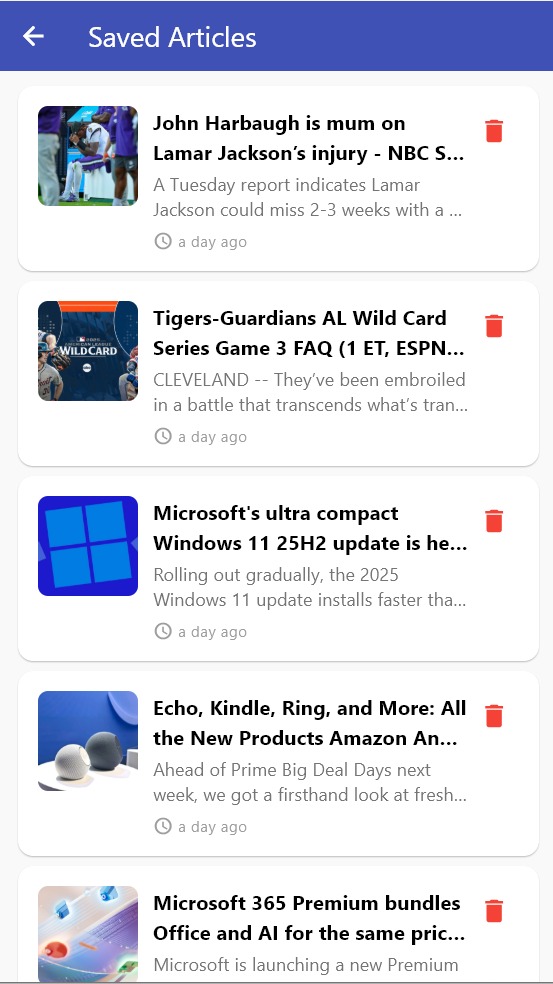 Saved Articles
John Harbaugh is mum on
Lamar Jackson’s injury - NBC S...
A Tuesday report indicates Lamar
Jackson could miss 2-3 weeks with a ...
a day ago
WILDCARD
Tigers-Guardians AL Wild Card
Series Game 3 FAQ (1 ET, ESPN...
CLEVELAND -- They’ve been embroiled
in a battle that transcends what’s tran...
a day ago
Microsoft's ultra compact
Windows 11 25H2 update is he...
Rolling out gradually, the 2025
Windows 11 update installs faster tha...
a day ago
Echo, Kindle, Ring, and More: All
the New Products Amazon An...
Ahead of Prime Big Deal Days next
week, we got a firsthand look at fresh...
a day ago
Microsoft 365 Premium bundles
Office and AI for the same pric...
Microsoft is launching a new Premium